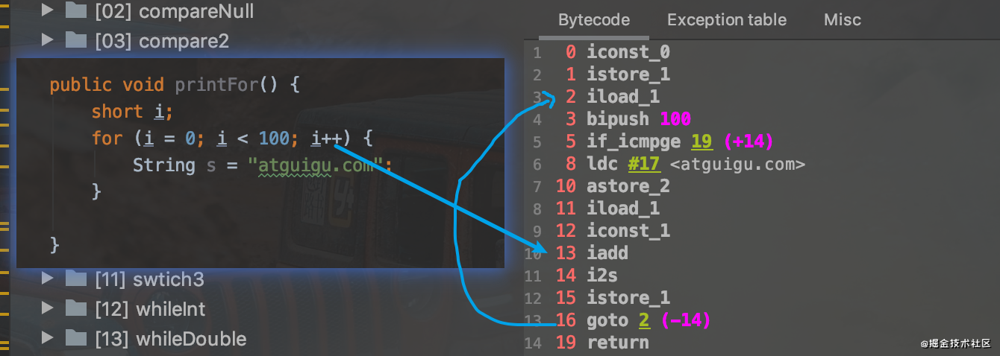 [02] compareNull
[03] compare2
public void printFor() {
short i;
for (i = 0; i < 100; i++) {
String s = "atguigu.com";
}
}
[11] swtich3
[12] whileInt
[13] whileDouble
Bytecode Exception table Misc
1 0 iconst_0
2 1 istore_1
3 2 iload_1
4 3 bipush 100
5 5 if_icmpge 19 (+14)
6 8 ldc #17 <atguigu.com>
7 10 astore_2
8 11 iload_1
9 12 iconst_1
10 13 iadd
11 14 i2s
12 15 istore_1
13 16 goto 2 (-14)
14 19 return
@掘金技术社区